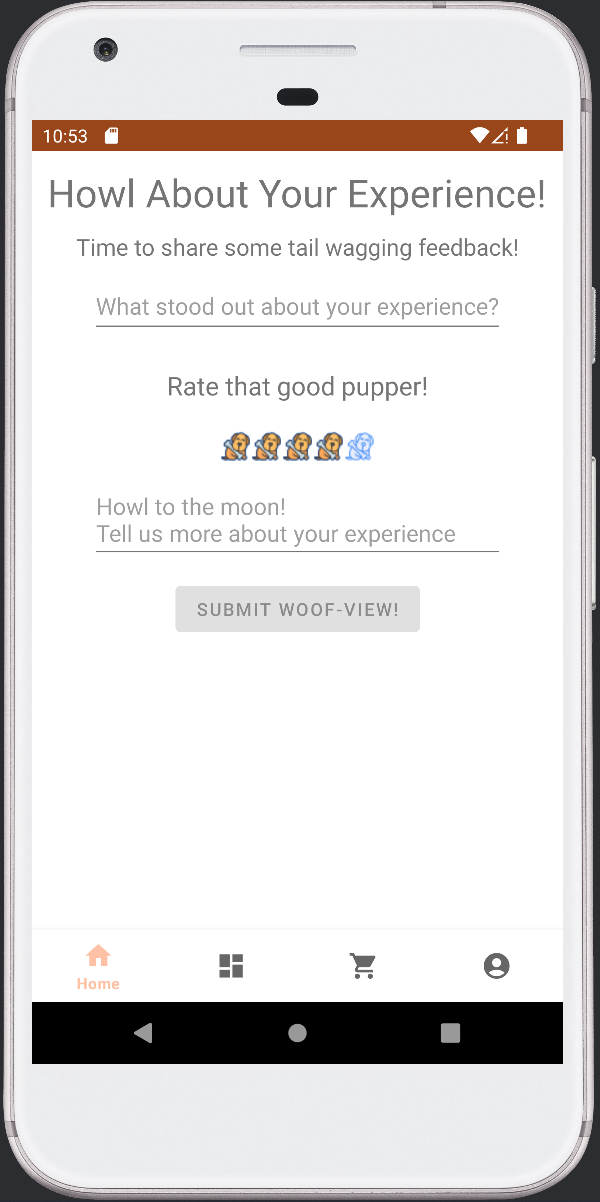 10:53
Howl About Your Experience!
Time to share some tail wagging feedback!
What stood out about your experience?
Rate that good pupper!
Howl to the moon!
Tell us more about your experience
SUBMIT WOOF-VIEW!
Home